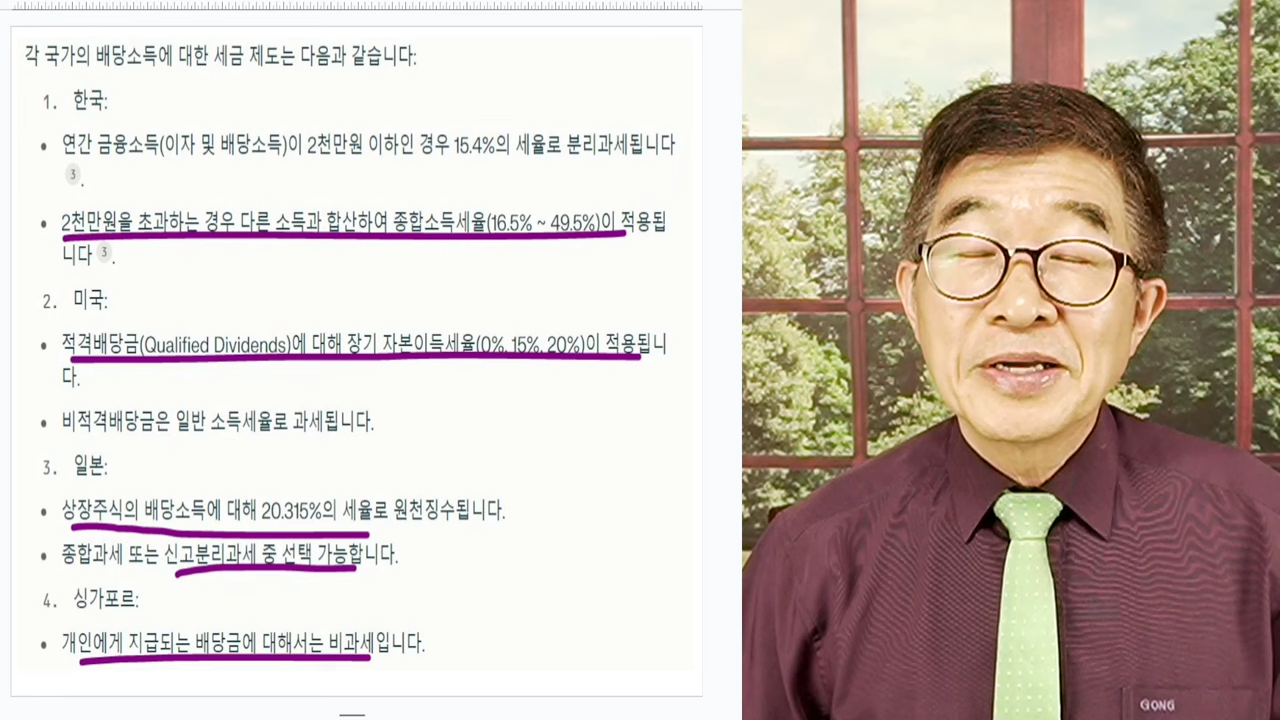 각 국가의 배당소득에 대한 세금 제도는 다음과 같습니다:
1. 한국:
• 연간 금융소득(이자 및 배당소득)이 2천만원 이하인 경우 15.4%의 세율로 분리과세됩니다
3.
• 2천만원을 초과하는 경우 다른 소득과 합산하여 종합소득세율(16.5% ~ 49.5%)이 적용됩
니다 3.
2. 미국:
• 적격배당금(Qualified Dividends)에 대해 장기 자본이득세율(0%, 15%, 20%)이 적용됩니
다.
• 비적격배당금은 일반 소득세율로 과세됩니다.
3. 일본:
• 상장주식의 배당소득에 대해 20.315%의 세율로 원천징수됩니다.
• 종합과세 또는 신고분리과세 중 선택 가능합니다.
4. 싱가포르:
• 개인에게 지급되는 배당금에 대해서는 비과세입니다.
GONG